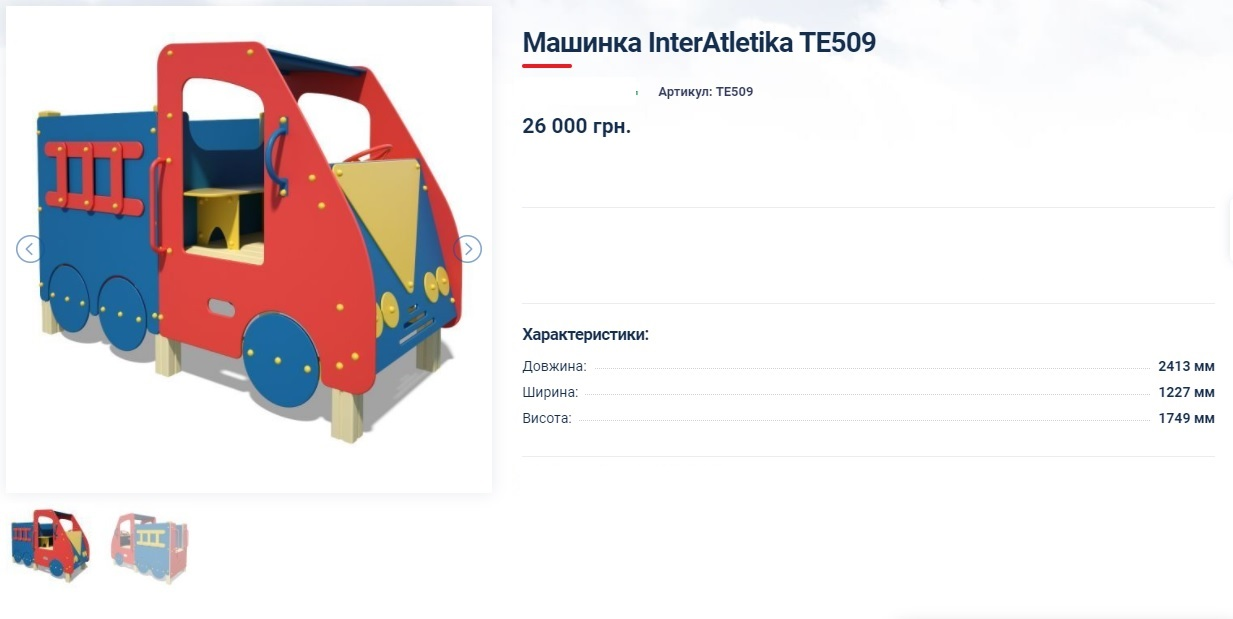 Машинка InterAtletika TE509
Артикул: TE509
26 000 грн.
Характеристики:
Довжина: 2413 мм
Ширина: 1227 мм
Висота: 1749 мм